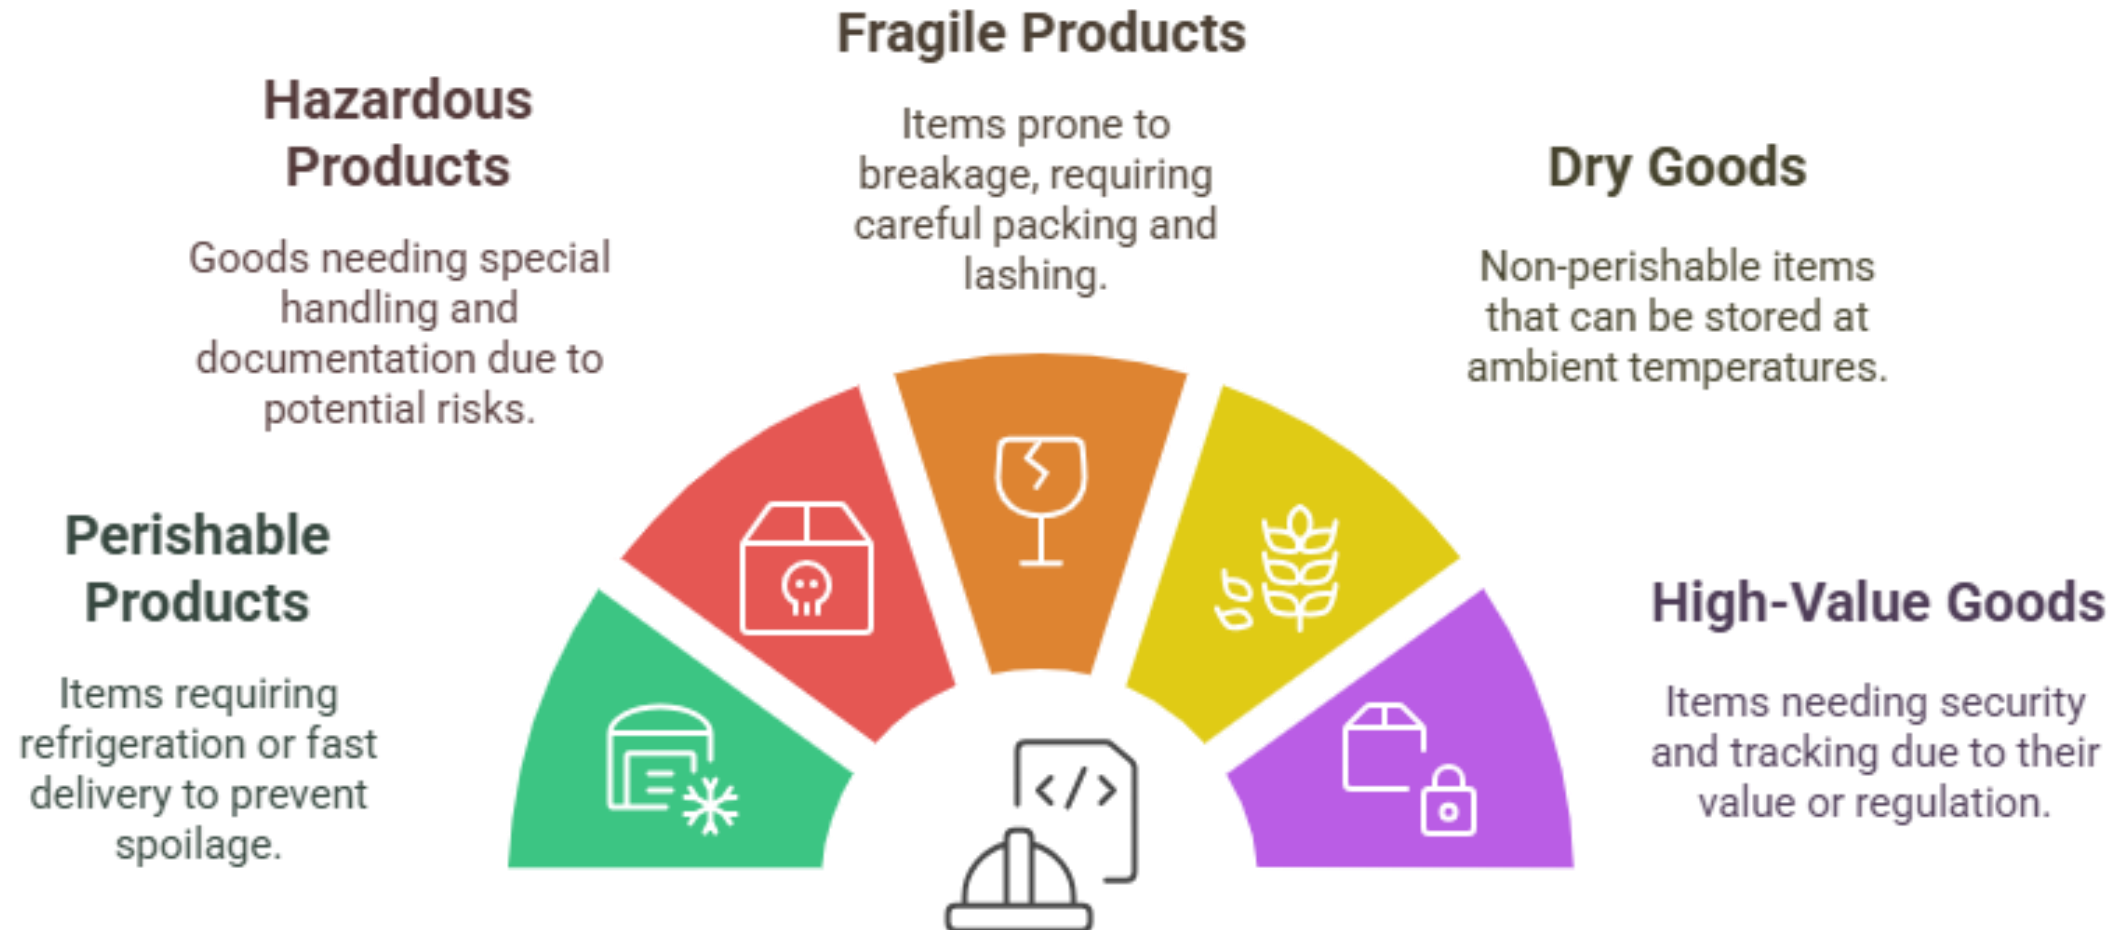 Fragile Products
Items prone to
breakage, requiring
careful packing and
lashing.
Hazardous
Products
Goods needing special
handling and
documentation due to
potential risks.
Dry Goods
Non-perishable items
that can be stored at
ambient temperatures.
Perishable
Products
Items requiring
refrigeration or fast
delivery to prevent
spoilage.
High-Value Goods
Items needing security
and tracking due to their
value or regulation.
</>